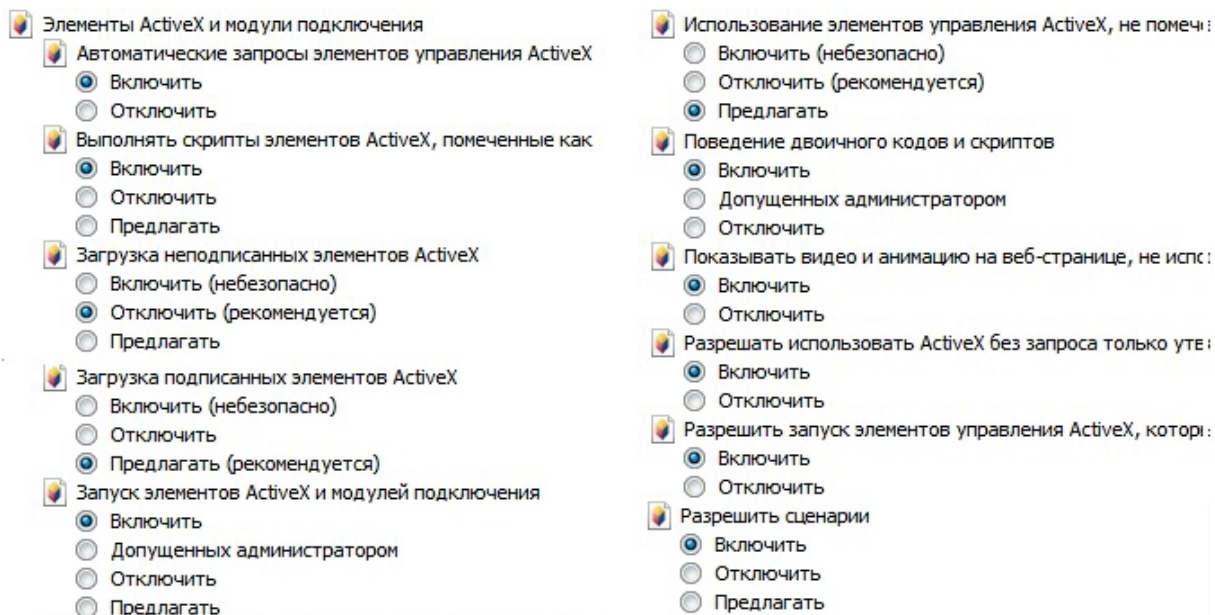 Элементы ActiveX и модули подключения
Автоматические запросы элементов управления ActiveX
Включить
Отключить
Выполнять скрипты элементов ActiveX, помеченные как
Включить
Отключить
Предлагать
Загрузка неподписанных элементов ActiveX
Включить (небезопасно)
Отключить (рекомендуется)
Предлагать
Загрузка подписанных элементов ActiveX
Включить (небезопасно)
Отключить
Предлагать (рекомендуется)
Запуск элементов ActiveX и модулей подключения
Включить
Допущенных администратором
Отключить
Предлагать
Использование элементов управления ActiveX, не
Включить (небезопасно)
Отключить (рекомендуется)
Предлагать
Поведение двоичного кодов и скриптов
Включить
Допущенных администратором
Отключить
Показывать видео и анимацию на веб-странице, не
Включить
Отключить
Разрешать использовать ActiveX без запроса только
Включить
Отключить
Разрешить запуск элементов управления ActiveX,
Включить
Отключить
Разрешить сценарии
Включить
Отключить
Предлагать